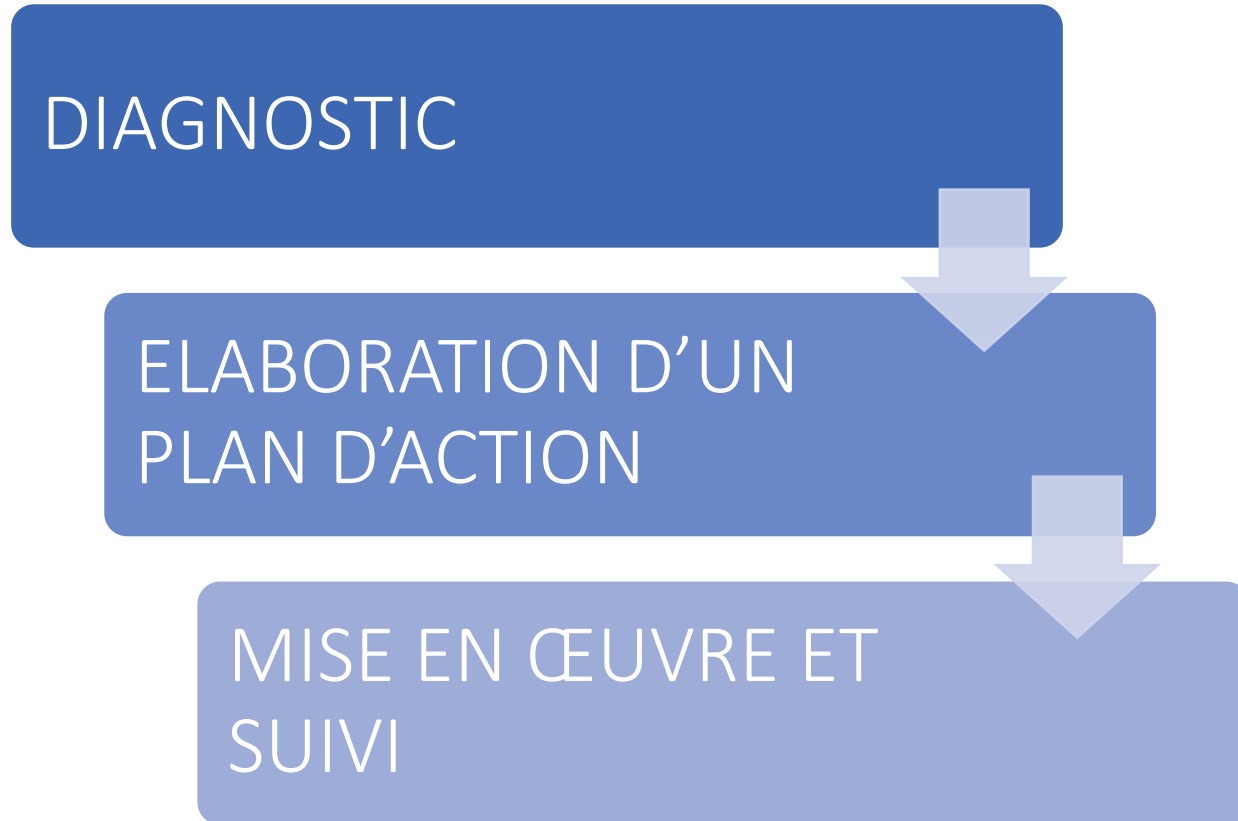 DIAGNOSTIC
ELABORATION D’UN
PLAN D’ACTION
MISE EN ŒUVRE ET
SUIVI